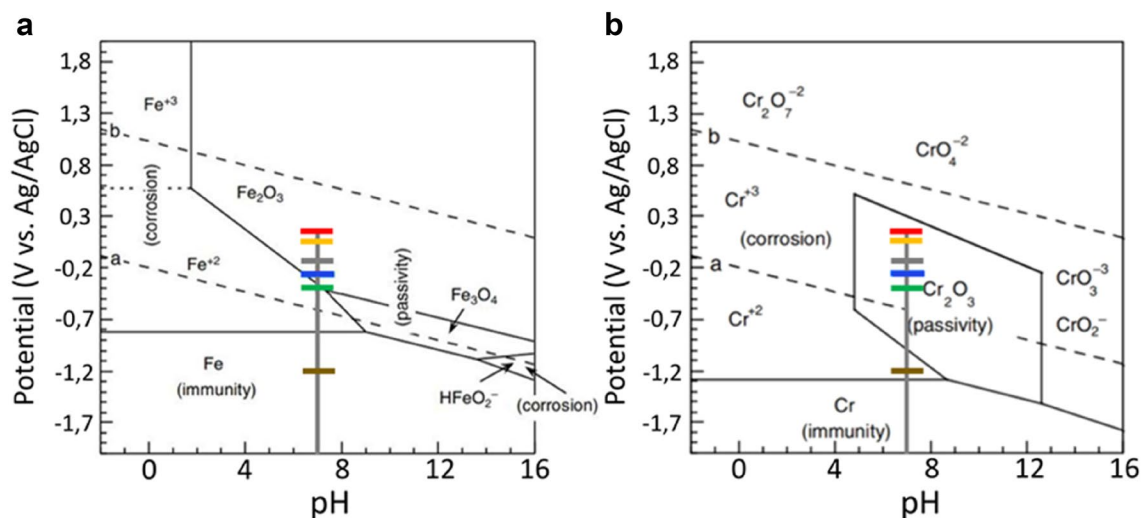 a
Potential (V vs. Ag/AgCl)
1,8
1,3
0,8
0,3
-0,2
-0,7
-1,2
-1,7
Fe+3
b
(corrosion)
Fe2O3
a
Fe+2
(passivity)
Fe3O4
Fe
(immunity)
HFeO2−
(corrosion)
0
4
8
12
16
pH
b
Potential (V vs. Ag/AgCl)
1,8
1,3
0,8
0,3
-0,2
-0,7
-1,2
-1,7
Cr2O7−2
b
CrO4−2
Cr+3
(corrosion)
a
Cr2O3
(passivity)
CrO3−3
Cr+2
CrO2−
Cr
(immunity)
0
4
8
12
16
pH